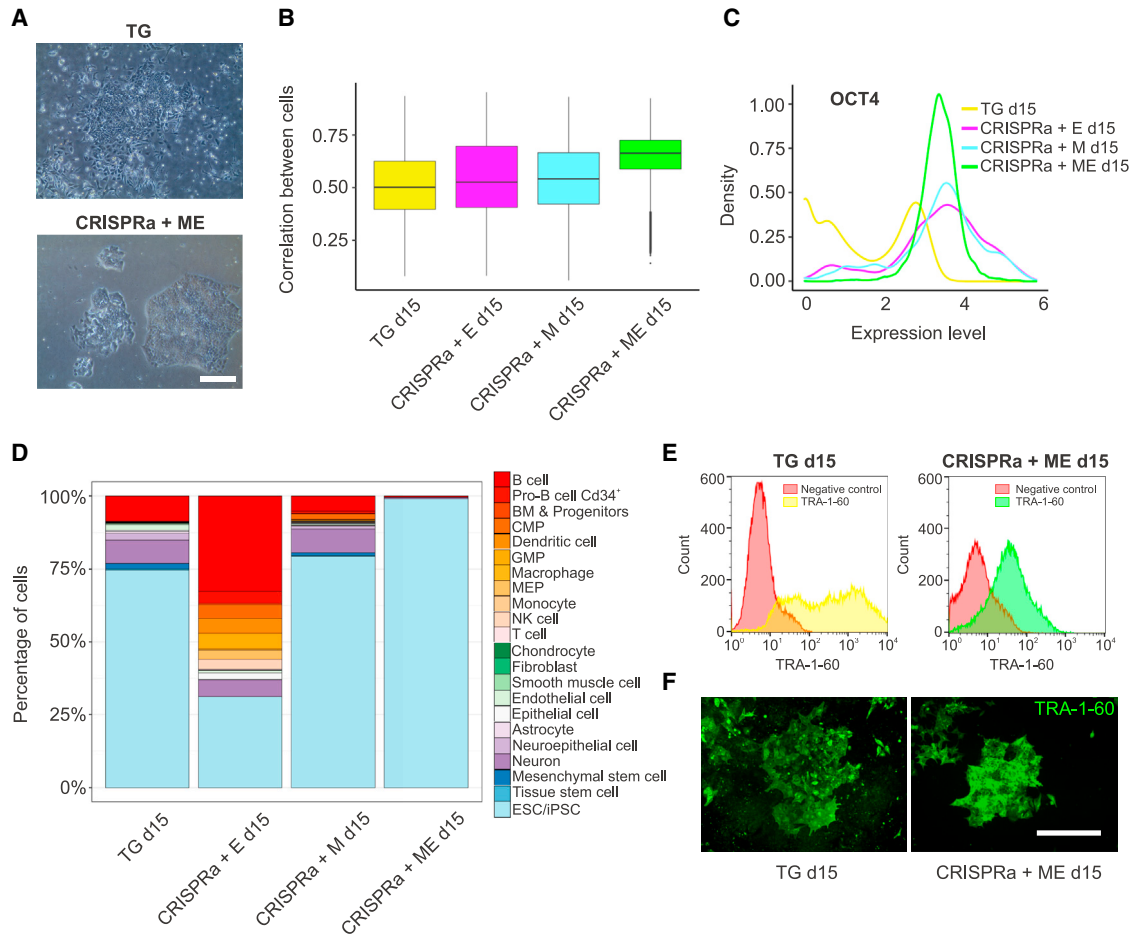 A
TG
CRISPRa + ME
B
Correlation between cells
0.75
0.50
0.25
TG d15
CRISPRa + E d15
CRISPRa + M d15
CRISPRa + ME d15
C
OCT4
TG d15
CRISPRa + E d15
CRISPRa + M d15
CRISPRa + ME d15
Density
1.00
0.75
0.50
0.25
0.00
0 2 4 6
Expression level
D
Percentage of cells
100%
75%
50%
25%
0%
TG d15
CRISPRa + E d15
CRISPRa + M d15
CRISPRa + ME d15
B cell
Pro-B cell Cd34+
BM & Progenitors
CMP
Dendritic cell
GMP
Macrophage
MEP
Monocyte
NK cell
T cell
Chondrocyte
Fibroblast
Smooth muscle cell
Endothelial cell
Epithelial cell
Astrocyte
Neuroepithelial cell
Neuron
Mesenchymal stem cell
Tissue stem cell
ESC/iPSC
E
TG d15
Negative control
TRA-1-60
Count
600
400
200
0
10⁰ 10¹ 10² 10³ 10⁴
TRA-1-60
CRISPRa + ME d15
Negative control
TRA-1-60
Count
600
400
200
0
10⁰ 10¹ 10² 10³ 10⁴
TRA-1-60
F
TRA-1-60
TG d15
CRISPRa + ME d15